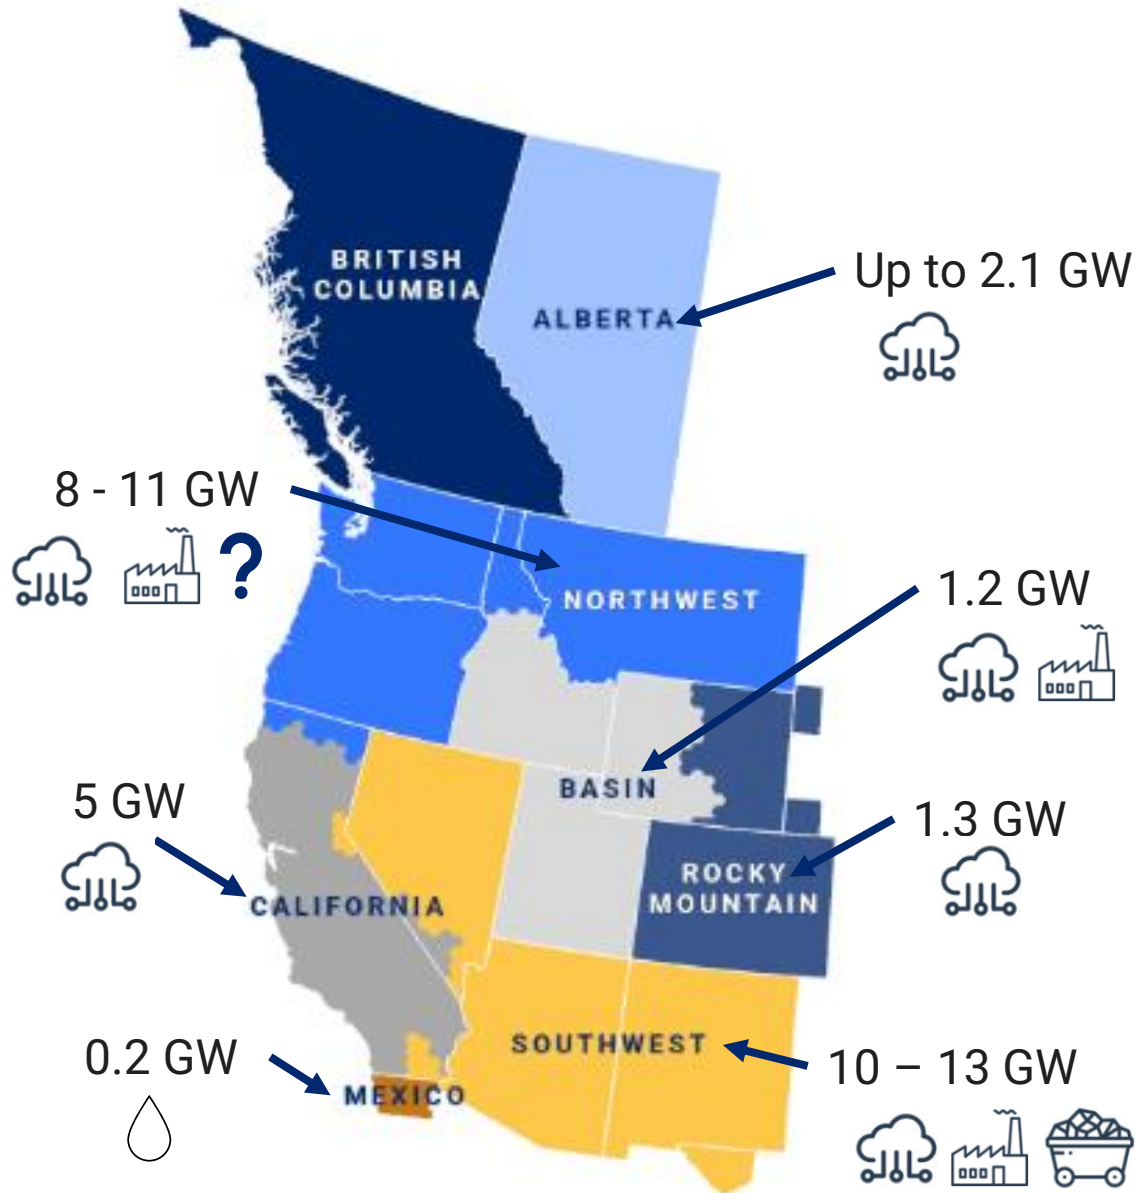 BRITISH
COLUMBIA
ALBERTA
Up to 2.1 GW
8 - 11 GW
?
NORTHWEST
1.2 GW
BASIN
5 GW
1.3 GW
ROCKY
MOUNTAIN
CALIFORNIA
SOUTHWEST
0.2 GW
10 – 13 GW
MEXICO